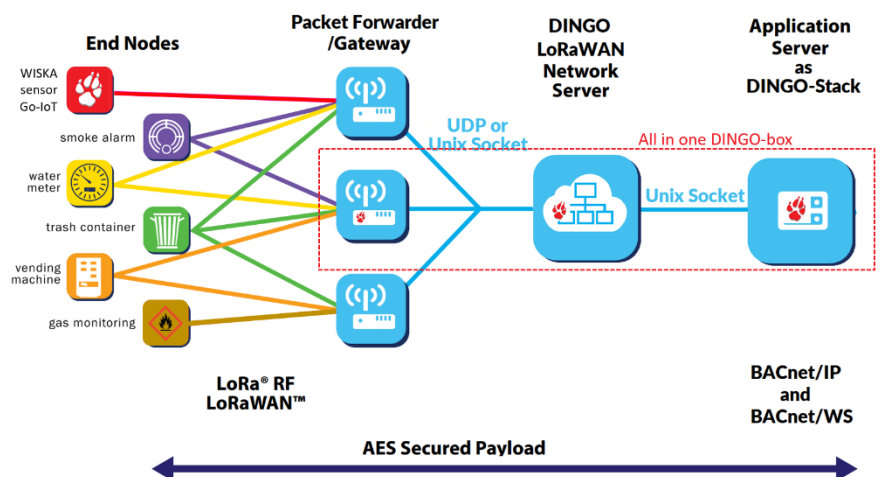 End Nodes
Packet Forwarder
/Gateway
DINGO
LoRaWAN
Network
Server
Application
Server
as
DINGO-Stack
WISKA
sensor
Go-IoT
smoke alarm
water
meter
trash container
vending
machine
gas monitoring
UDP or
Unix Socket
All in one DINGO-box
Unix Socket
LoRa® RF
LoRaWAN™
BACnet/IP
and
BACnet/WS
AES Secured Payload